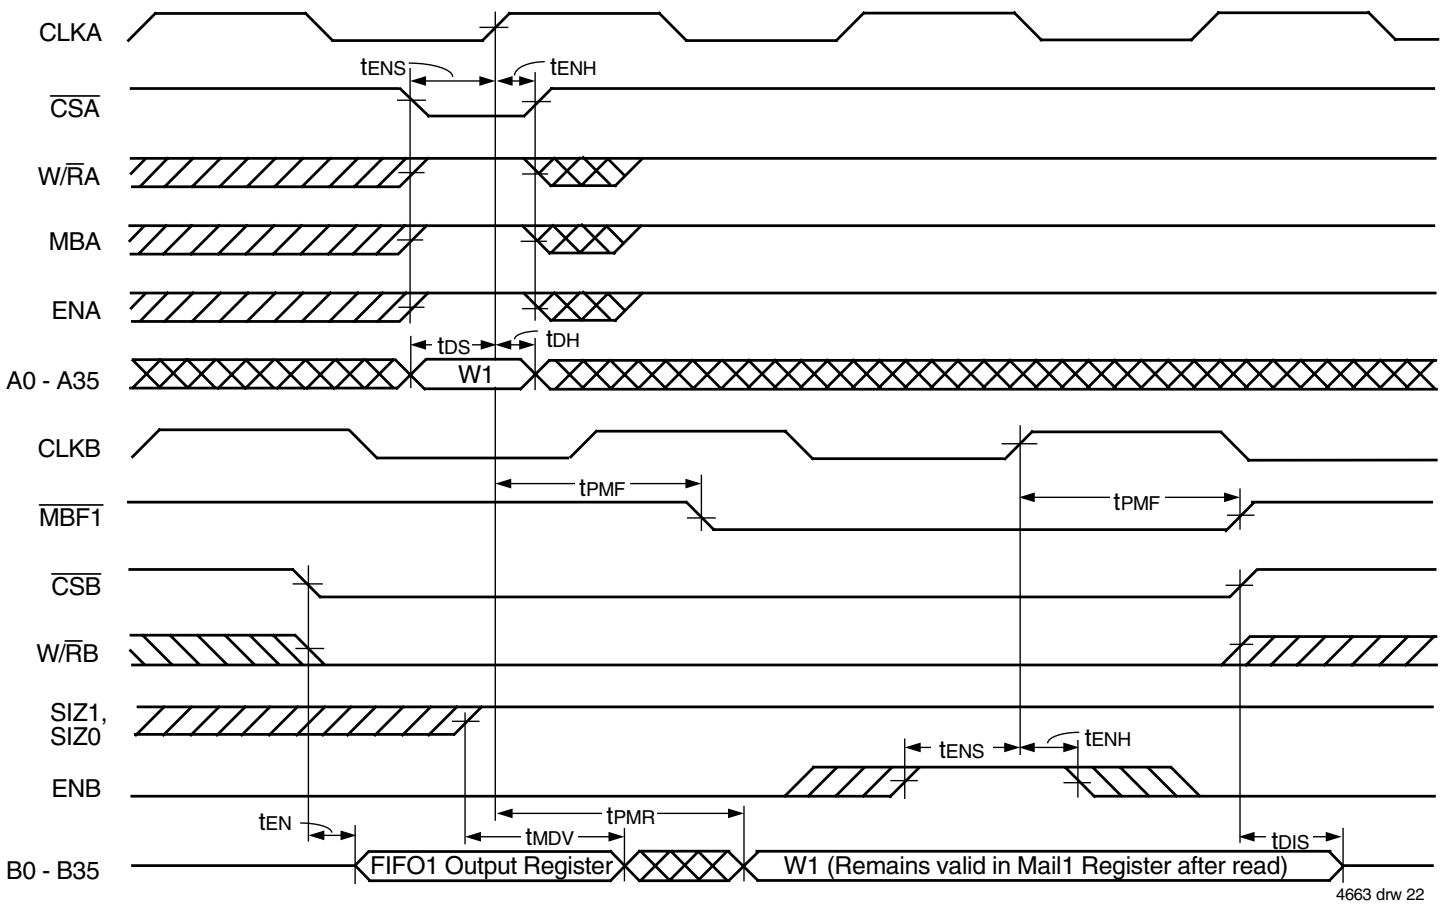 CLKA
tENS
tENH
CSA
W/RA
MBA
ENA
tDS
tDH
A0 - A35
W1
CLKB
tPMF
MBF1
tPMF
CSB
W/RB
SIZ1,
SIZ0
tENS
tENH
ENB
tEN
tPMR
tMDV
tDIS
B0 - B35
FIFO1 Output Register
W1 (Remains valid in Mail1 Register after read)
4663 drw 22